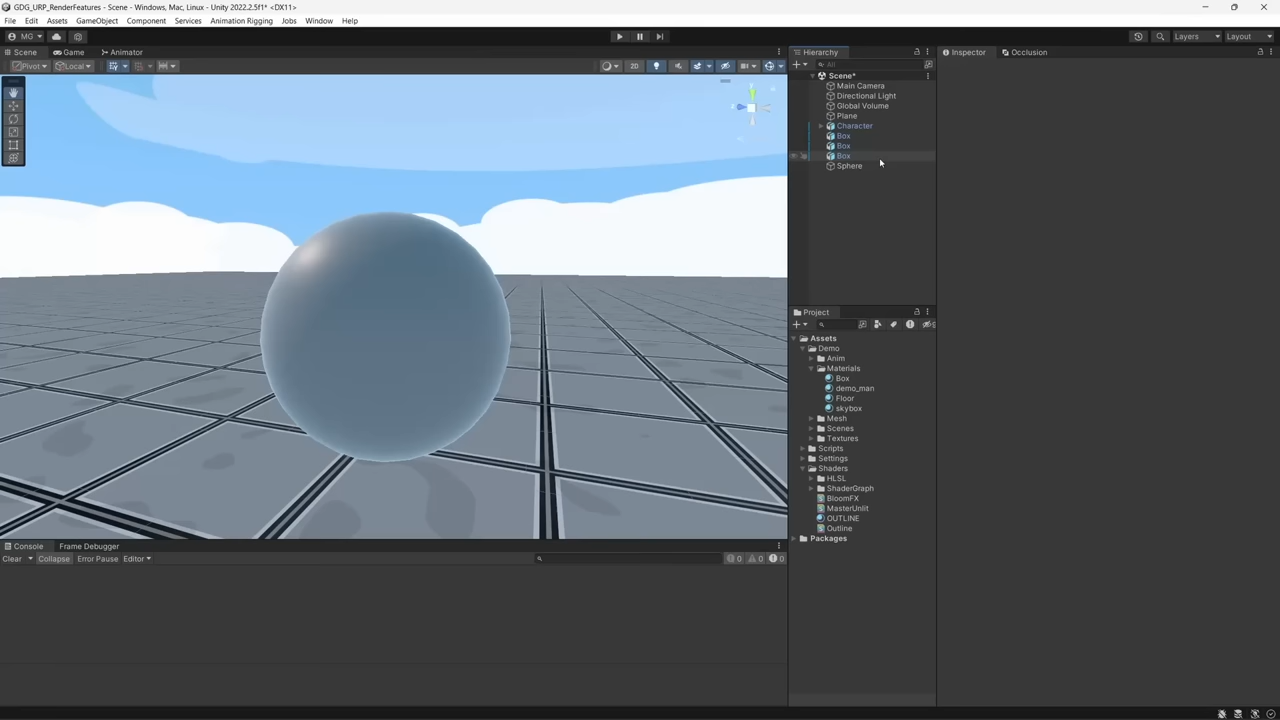 GDG_URP_RenderFeatures - Scene - Windows, Mac, Linux - Unity 2022.2.5f1* <DX11>
File Edit Assets GameObject Component Services Animation Rigging Jobs Window Help
MG Layers Layout
Scene Game Animator
Pivot Local 2D
y
Hierarchy
All
Scene*
Main Camera
Directional Light
Global Volume
Plane
Character
Box
Box
Box
Sphere
Project
Assets
Demo
Anim
Materials
Box
demo_man
Floor
skybox
Mesh
Scenes
Textures
Scripts
Settings
Shaders
HLSL
ShaderGraph
BloomFX
MasterUnlit
OUTLINE
Outline
Packages
Inspector Occlusion
Console Frame Debugger
Clear Collapse Error Pause Editor 0 0 0